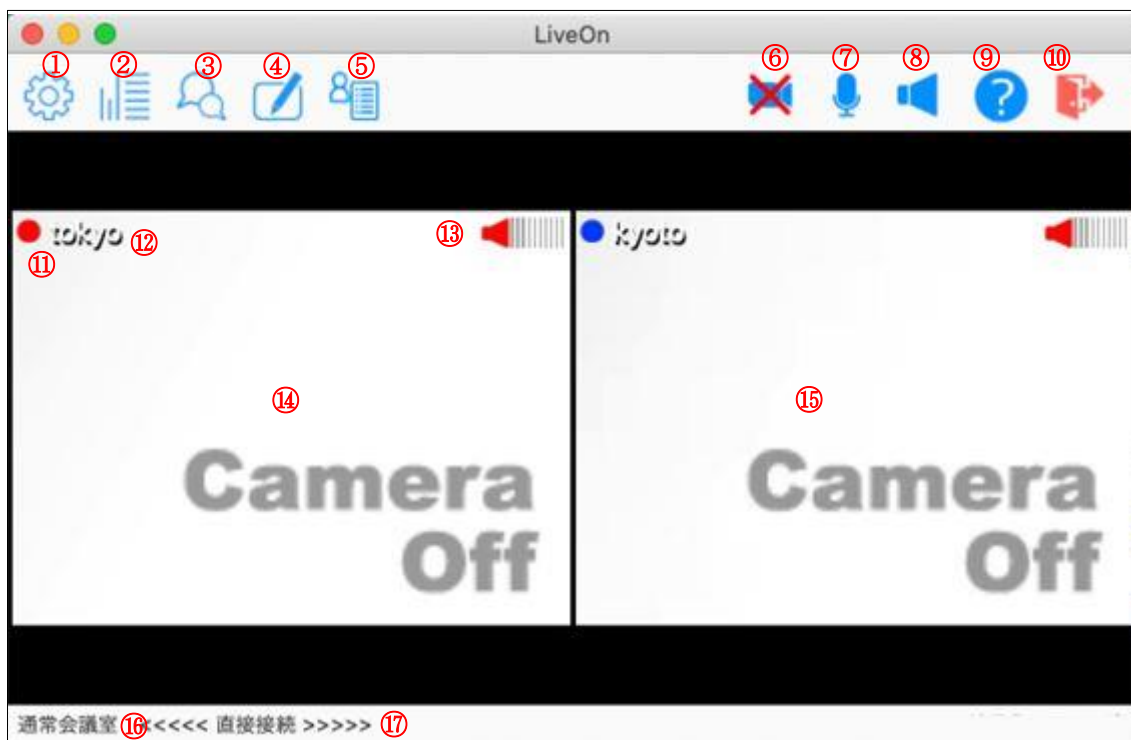 LiveOn
① ② ③ ④ ⑤ ⑥ ⑦ ⑧ ⑨ ⑩
tokyo ⑫ ⑬ kyoto
⑪
⑭ ⑮
Camera Off
Camera Off
通常会議室 ⑯ <<<< 直接接続 >>>>> ⑰